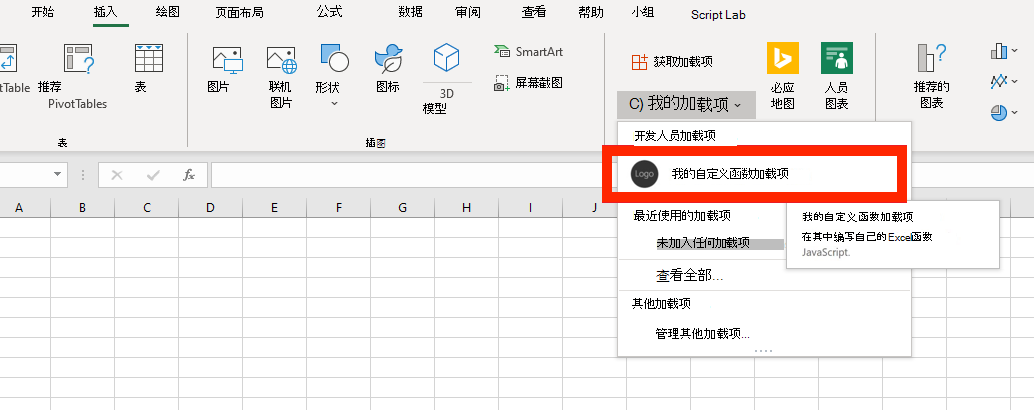 开始 插入 绘图 页面布局 公式 数据 审阅 查看 帮助 小组 Script Lab
Table
推荐
PivotTables
表
表
图片
联机
图片
形状
图标
3D
模型
SmartArt
屏幕截图
插图
获取加载项
C) 我的加载项
必应
地图
人员
图表
推荐的
图表
开发人员加载项
Logo 我的自定义函数加载项
最近使用的加载项
未加入任何加载项
查看全部...
其他加载项
管理其他加载项...
我的自定义函数加载项
在其中编写自己的Excel函数
JavaScript.
fx
A B C D E F G H I J